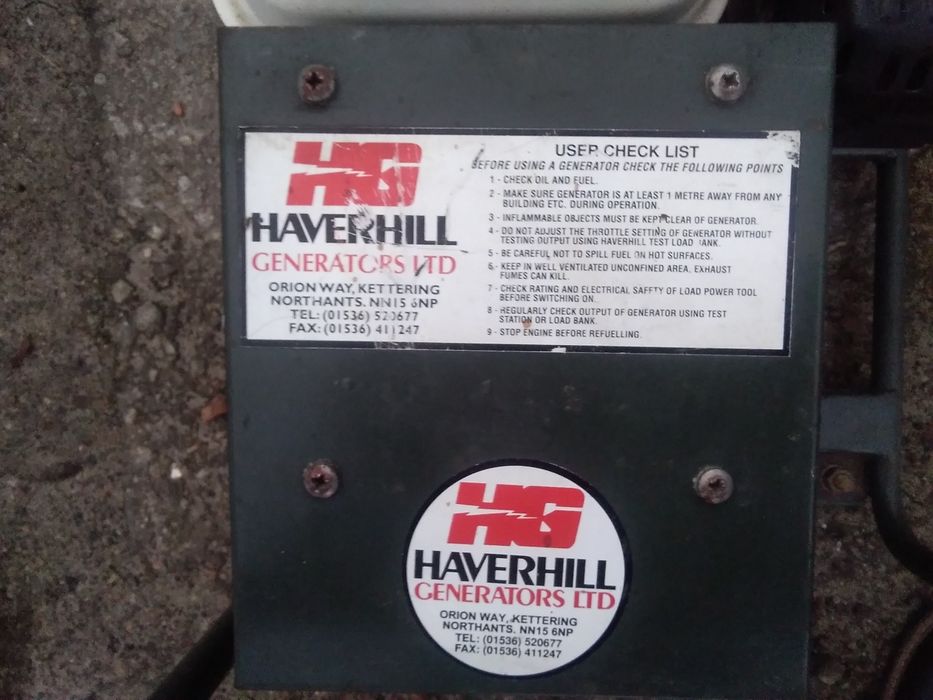 HG
HAVERHILL
GENERATORS LTD
ORION WAY, KETTERING
NORTHANTS. NN15 6NP
TEL: (01536) 520677
FAX: (01536) 411247
USER CHECK LIST
BEFORE USING A GENERATOR CHECK THE FOLLOWING POINTS
1 - CHECK OIL AND FUEL.
2 - MAKE SURE GENERATOR IS AT LEAST 1 METRE AWAY FROM ANY
BUILDING ETC. DURING OPERATION.
3 - INFLAMMABLE OBJECTS MUST BE KEPT CLEAR OF GENERATOR.
4 - DO NOT ADJUST THE THROTTLE SETTING OF GENERATOR WITHOUT
TESTING OUTPUT USING HAVERHILL TEST LOAD BANK.
5 - BE CAREFUL NOT TO SPILL FUEL ON HOT SURFACES.
6 - KEEP IN WELL VENTILATED UNCONFINED AREA. EXHAUST
FUMES CAN KILL.
7 - CHECK RATING AND ELECTRICAL SAFETY OF LOAD POWER TOOL
BEFORE SWITCHING ON.
8 - REGULARLY CHECK OUTPUT OF GENERATOR USING TEST
STATION OR LOAD BANK.
9 - STOP ENGINE BEFORE REFUELLING.
HG
HAVERHILL
GENERATORS LTD
ORION WAY, KETTERING
NORTHANTS. NN15 6NP
TEL: (01536) 520677
FAX: (01536) 411247